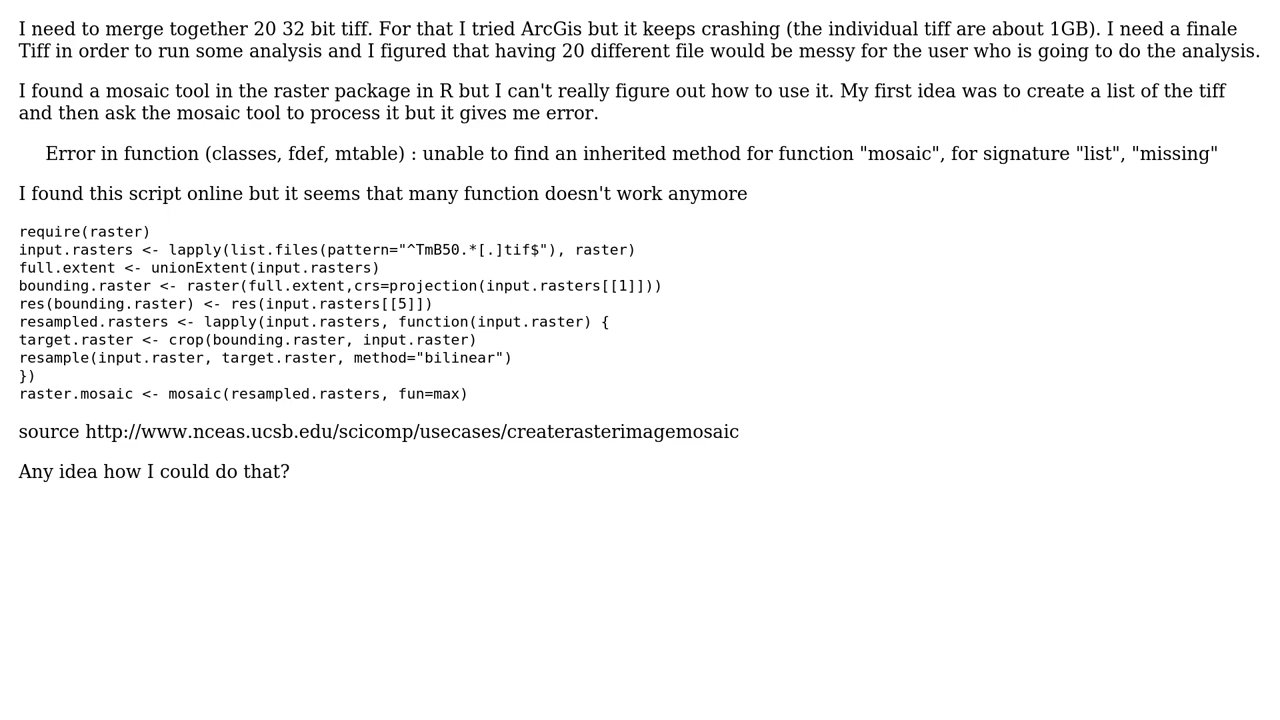 I need to merge together 20 32 bit tiff. For that I tried ArcGis but it keeps crashing (the individual tiff are about 1GB). I need a finale
Tiff in order to run some analysis and I figured that having 20 different file would be messy for the user who is going to do the analysis.
I found a mosaic tool in the raster package in R but I can't really figure out how to use it. My first idea was to create a list of the tiff
and then ask the mosaic tool to process it but it gives me error.
Error in function (classes, fdef, mtable) : unable to find an inherited method for function "mosaic", for signature "list", "missing"
I found this script online but it seems that many function doesn't work anymore
require(raster)
input.rasters <- lapply(list.files(pattern="^TmB50.*[.]tif$"), raster)
full.extent <- unionExtent(input.rasters)
bounding.raster <- raster(full.extent,crs=projection(input.rasters[[1]]))
res(bounding.raster) <- res(input.rasters[[5]])
resampled.rasters <- lapply(input.rasters, function(input.raster) {
target.raster <- crop(bounding.raster, input.raster)
resample(input.raster, target.raster, method="bilinear")
})
raster.mosaic <- mosaic(resampled.rasters, fun=max)
source http://www.nceas.ucsb.edu/scicomp/usecases/createrasterimagemosaic
Any idea how I could do that?